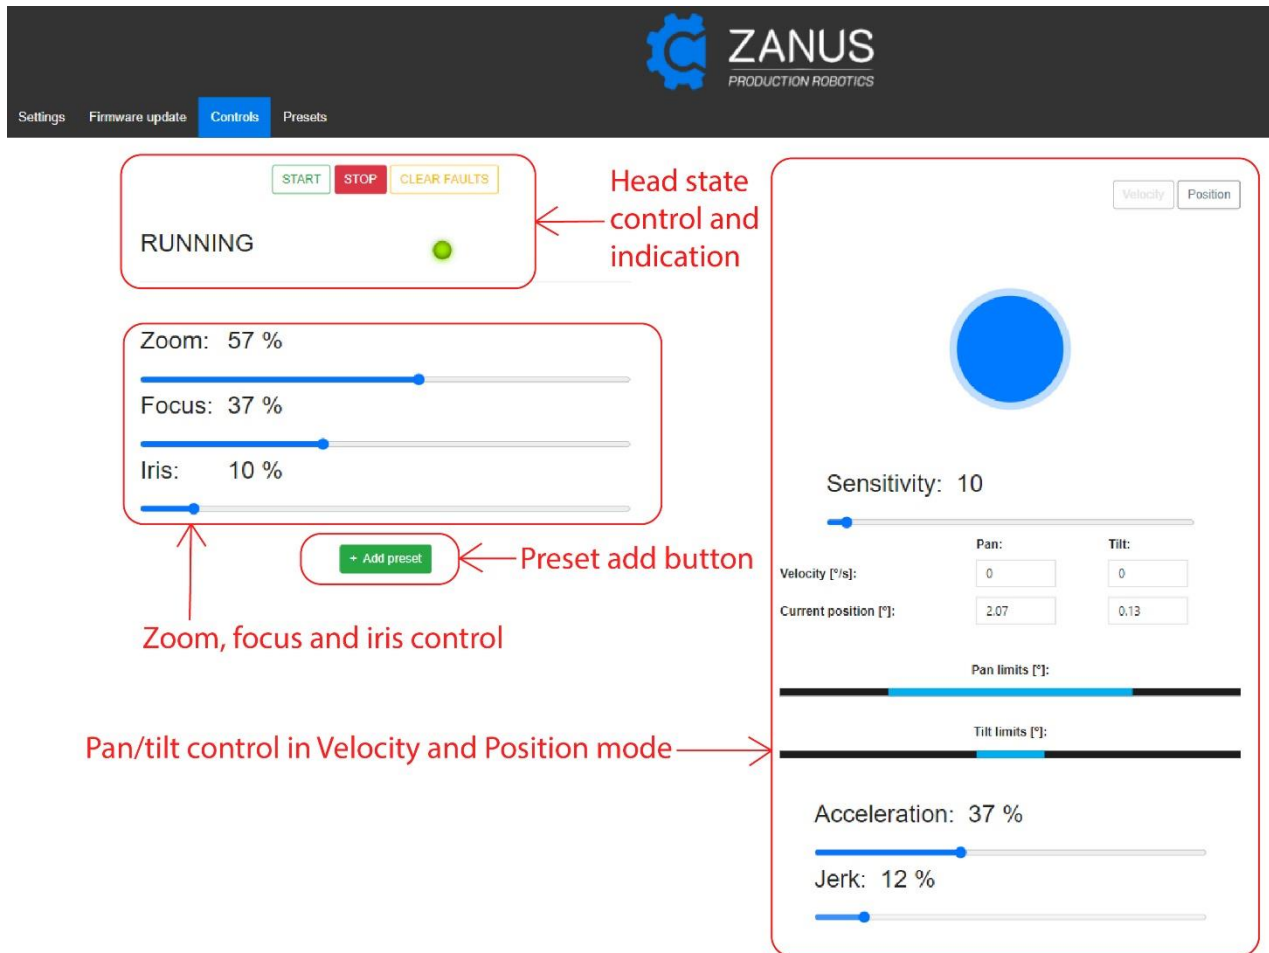 ZANUS
PRODUCTION ROBOTICS
Settings Firmware update Controls Presets
START STOP CLEAR FAULTS
RUNNING
Head state
control and
indication
Zoom: 57 %
Focus: 37 %
Iris: 10 %
+ Add preset
Preset add button
Zoom, focus and iris control
Pan/tilt control in Velocity and Position mode
Velocity Position
Sensitivity: 10
Pan: Tilt:
Velocity [°/s]: 0 0
Current position [°]: 2.07 0.13
Pan limits [°]:
Tilt limits [°]:
Acceleration: 37 %
Jerk: 12 %